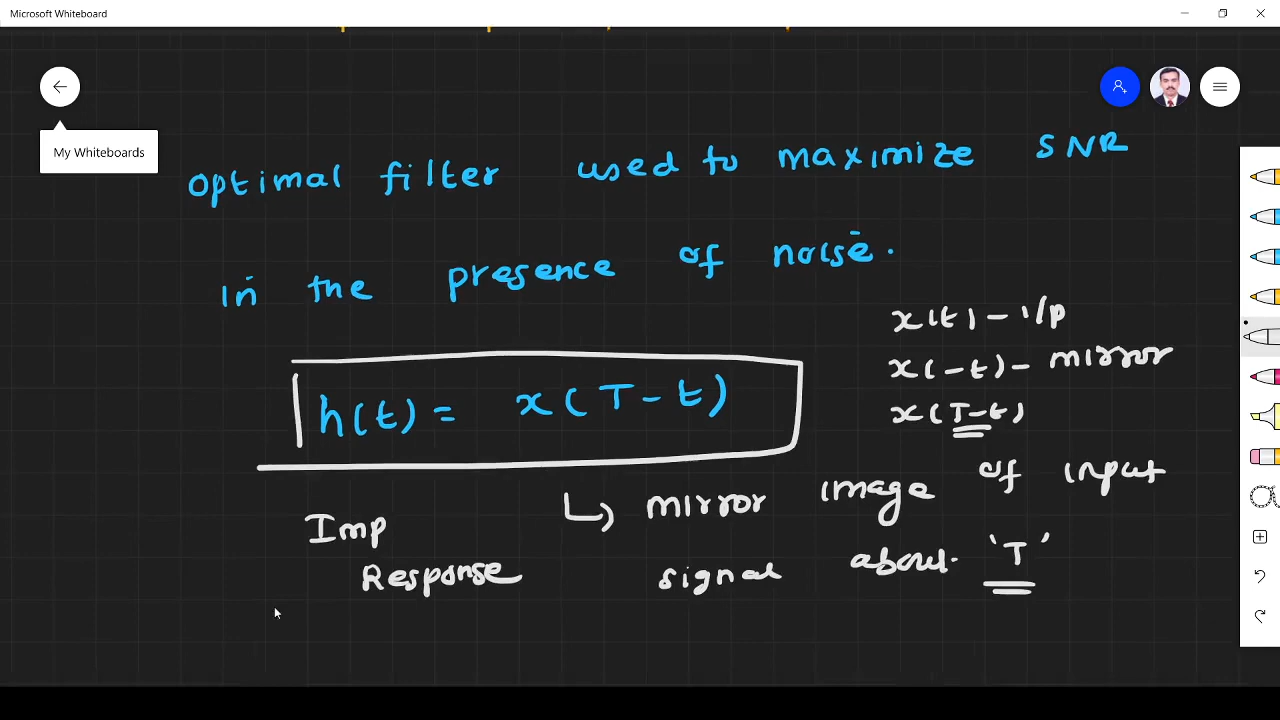 Microsoft Whiteboard
My Whiteboards
optimal filter used to maximize SNR
in the presence of noise.
x(t) - i/p
x(-t) - mirror
x(T-t)
h(t) = x(T-t)
↳ mirror image of input
signal about 'T'
Imp
Response